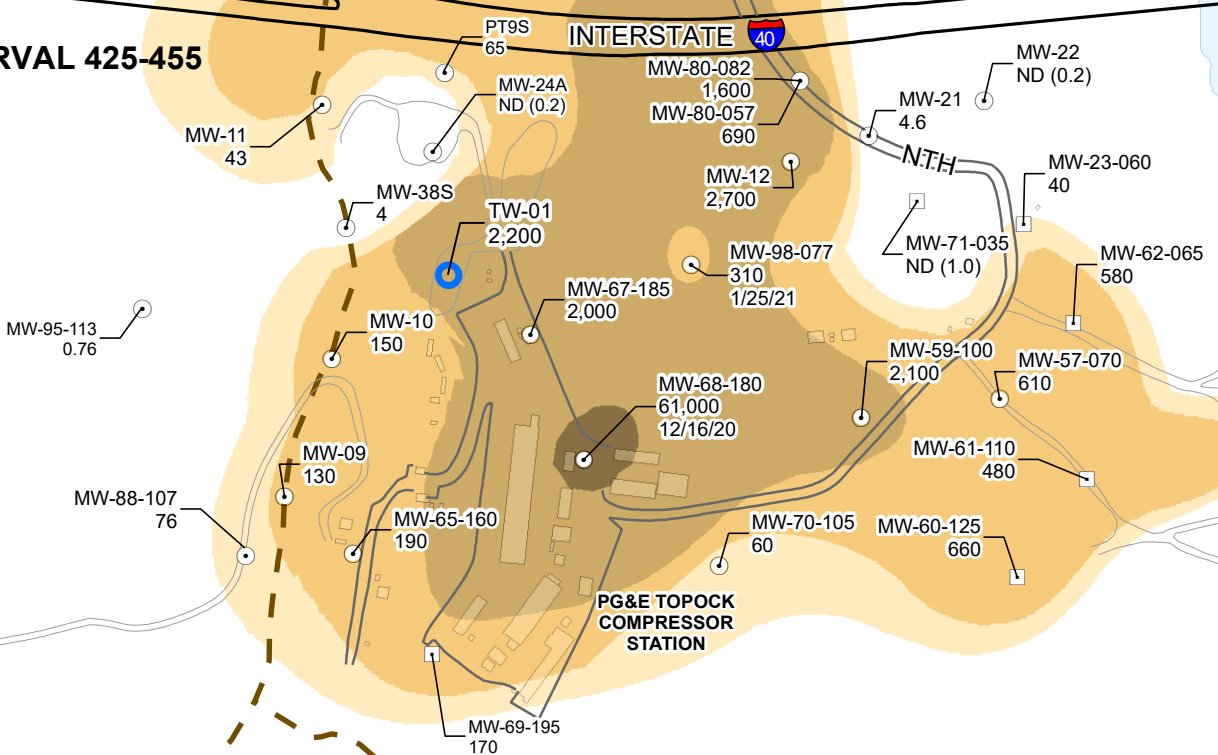 INTERSTATE 40
RVAL 425-455
PT9S
65
MW-24A
ND (0.2)
MW-11
43
MW-38S
4
TW-01
2,200
MW-80-082
1,600
MW-80-057
690
MW-12
2,700
MW-21
4.6
MW-22
ND (0.2)
NTH
MW-23-060
40
MW-71-035
ND (1.0)
MW-62-065
580
MW-98-077
310
1/25/21
MW-67-185
2,000
MW-95-113
0.76
MW-10
150
MW-59-100
2,100
MW-57-070
610
MW-68-180
61,000
12/16/20
MW-61-110
480
MW-09
130
MW-88-107
76
MW-65-160
190
MW-70-105
60
MW-60-125
660
PG&E TOPOCK
COMPRESSOR
STATION
MW-69-195
170